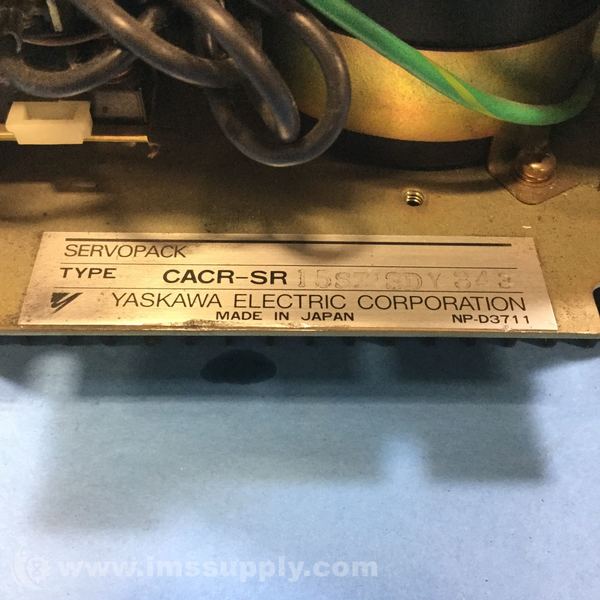 SERVOPACK
TYPE CACR-SR
YASKAWA ELECTRIC CORPORATION
MADE IN JAPAN NP-D3711
www.imssupply.com